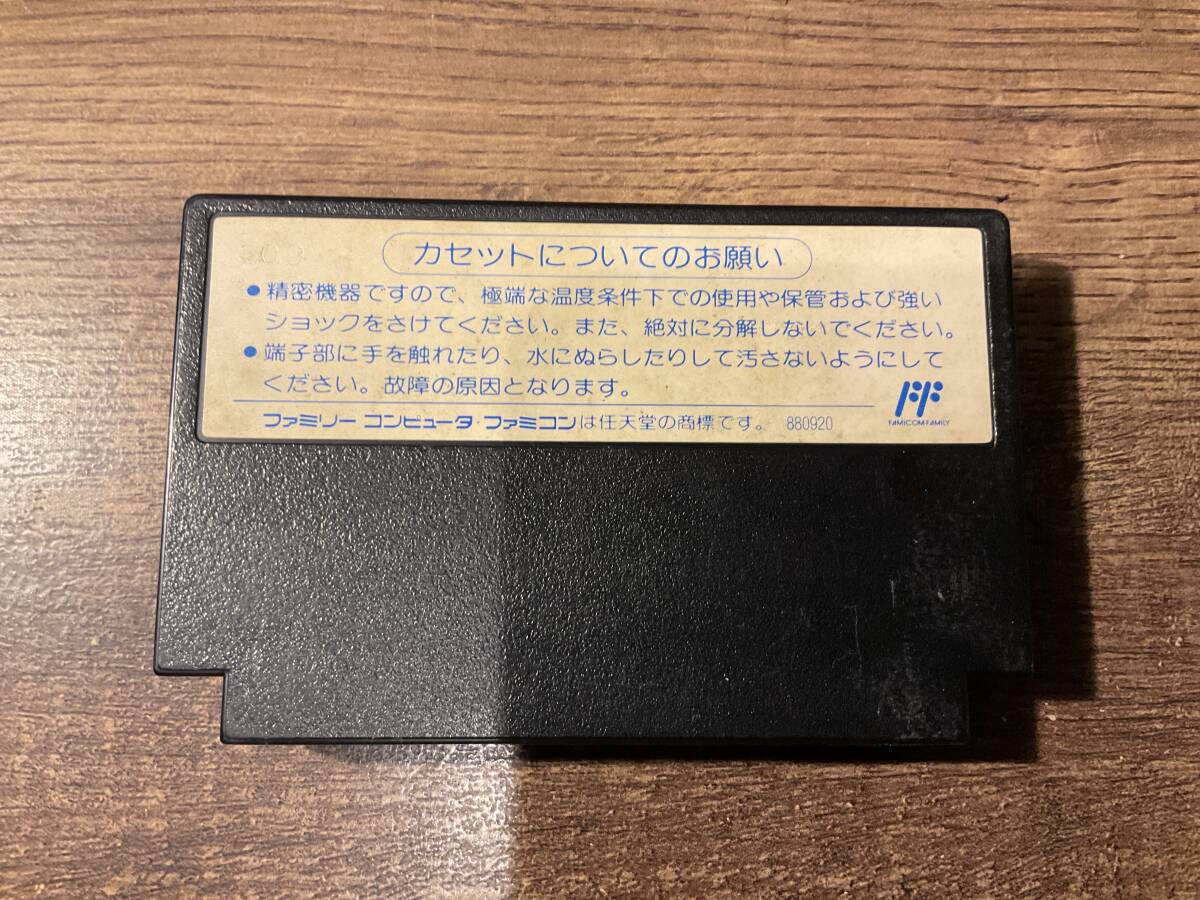 カセットについてのお願い
●精密機器ですので、極端な温度条件下での使用や保管および強い
ショックをさけてください。また、絶対に分解しないでください。
●端子部に手を触れたり、水にぬらしたりして汚さないようにして
ください。故障の原因となります。
ファミリー コンピュータ・ファミコンは任天堂の商標です。 880920
FF
FAMICOM FAMILY